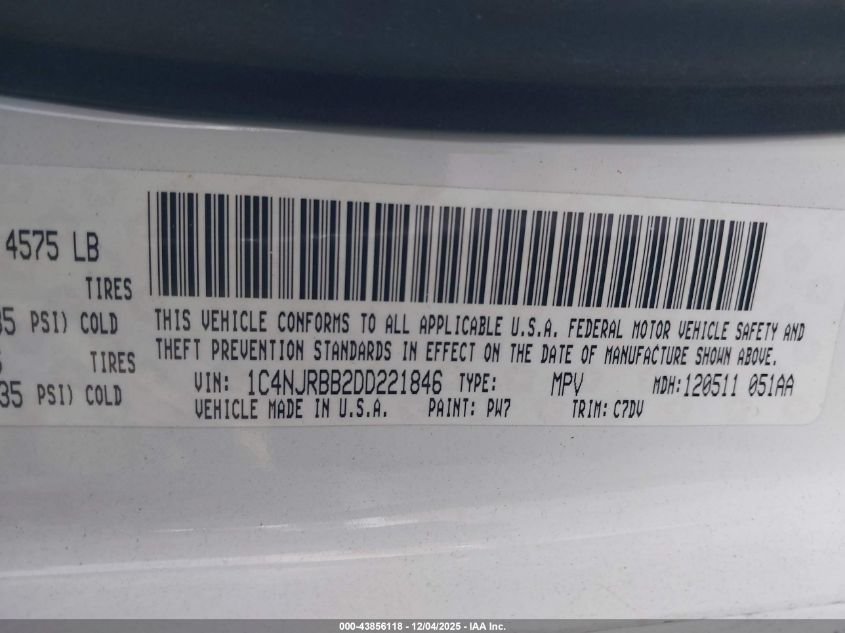 4575 LB
TIRES
35 PSI) COLD
TIRES
35 PSI) COLD
THIS VEHICLE CONFORMS TO ALL APPLICABLE U.S.A. FEDERAL MOTOR VEHICLE SAFETY AND
THEFT PREVENTION STANDARDS IN EFFECT ON THE DATE OF MANUFACTURE SHOWN ABOVE.
VIN: 1C4NJRBB2DD221846 TYPE: MPV MDH: 120511 051AA
VEHICLE MADE IN U.S.A. PAINT: PW7 TRIM: C7DV
000-43856118 - 12/04/2025 - IAA Inc.